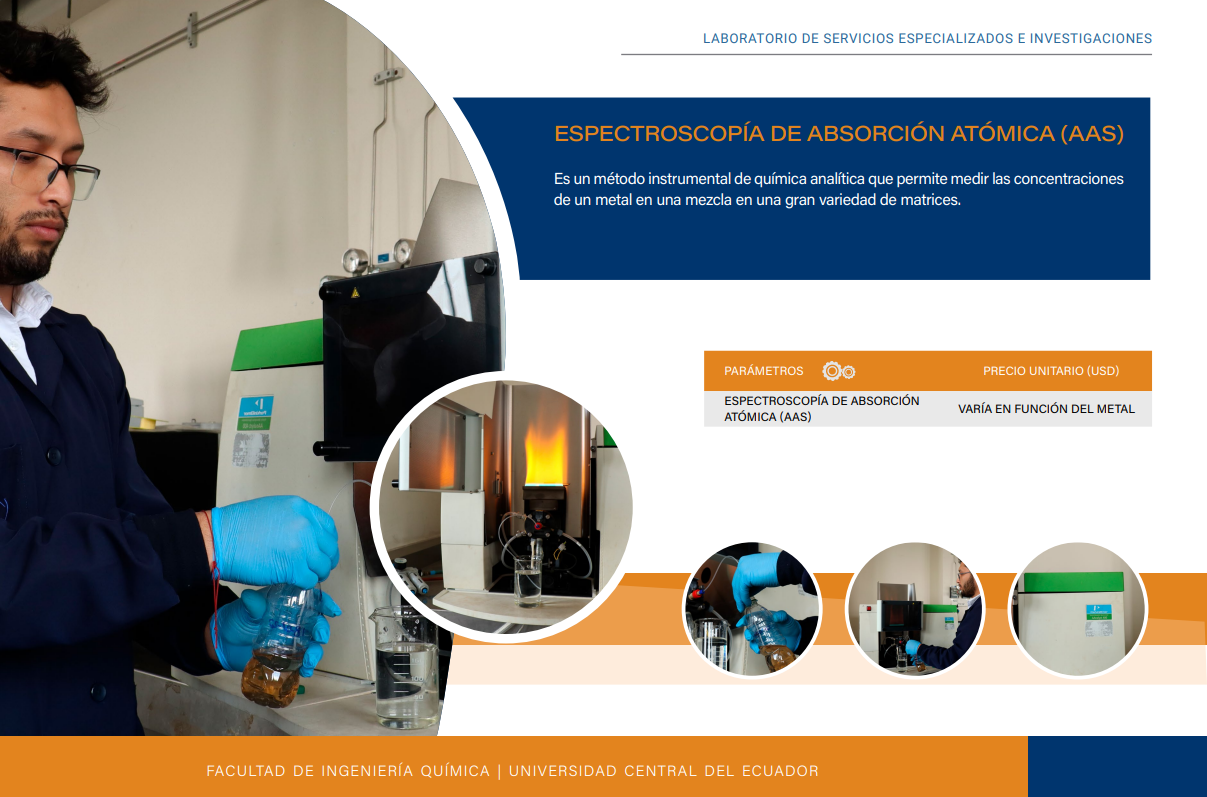 LABORATORIO DE SERVICIOS ESPECIALIZADOS E INVESTIGACIONES
ESPECTROSCOPÍA DE ABSORCIÓN ATÓMICA (AAS)
Es un método instrumental de química analítica que permite medir las concentraciones
de un metal en una mezcla en una gran variedad de matrices.
PARÁMETROS PRECIO UNITARIO (USD)
ESPECTROSCOPÍA DE ABSORCIÓN
ATÓMICA (AAS)
VARÍA EN FUNCIÓN DEL METAL
FACULTAD DE INGENIERÍA QUÍMICA | UNIVERSIDAD CENTRAL DEL ECUADOR